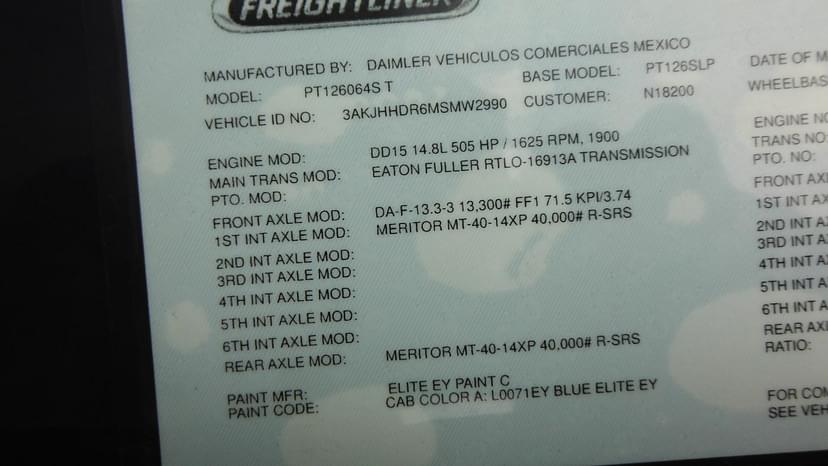 FREIGHTLINER
MANUFACTURED BY: DAIMLER VEHICULOS COMERCIALES MEXICO
MODEL: PT126064S T BASE MODEL: PT126SLP DATE OF M
VEHICLE ID NO: 3AKJHHDR6MSMW2990 CUSTOMER: N18200 WHEELBAS
ENGINE MOD: DD15 14.8L 505 HP / 1625 RPM, 1900 ENGINE NO
MAIN TRANS MOD: EATON FULLER RTLO-16913A TRANSMISSION TRANS NO:
PTO. MOD: PTO. NO:
FRONT AXLE MOD: DA-F-13.3-3 13,300# FF1 71.5 KPI/3.74 FRONT AXL
1ST INT AXLE MOD: MERITOR MT-40-14XP 40,000# R-SRS 1ST INT AX
2ND INT AXLE MOD: 2ND INT A
3RD INT AXLE MOD: 3RD INT A
4TH INT AXLE MOD: 4TH INT A
5TH INT AXLE MOD: 5TH INT A
6TH INT AXLE MOD: 6TH INT A
REAR AXLE MOD: MERITOR MT-40-14XP 40,000# R-SRS REAR AXL
RATIO:
PAINT MFR: ELITE EY PAINT C FOR COM
PAINT CODE: CAB COLOR A: L0071EY BLUE ELITE EY SEE VEH